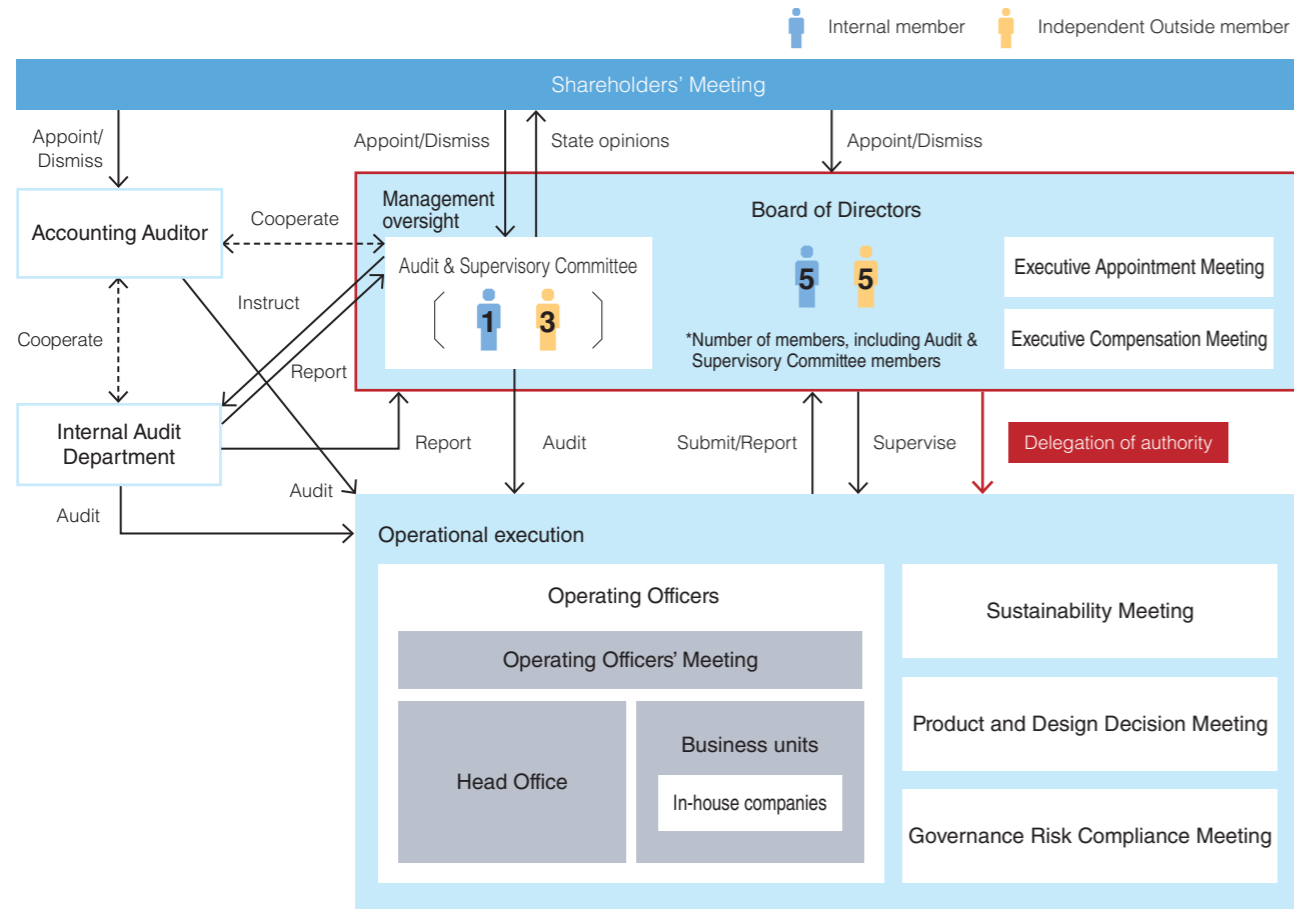 Internal member
Independent Outside member
Shareholders' Meeting
Appoint/
Dismiss
Appoint/Dismiss
State opinions
Appoint/Dismiss
Accounting Auditor
Cooperate
Management
oversight
Board of Directors
Audit & Supervisory Committee
1
3
5
5
*Number of members, including Audit &
Supervisory Committee members
Executive Appointment Meeting
Executive Compensation Meeting
Instruct
Cooperate
Report
Internal Audit
Department
Report
Audit
Submit/Report
Supervise
Delegation of authority
Audit
Audit
Operational execution
Operating Officers
Operating Officers' Meeting
Head Office
Business units
In-house companies
Sustainability Meeting
Product and Design Decision Meeting
Governance Risk Compliance Meeting